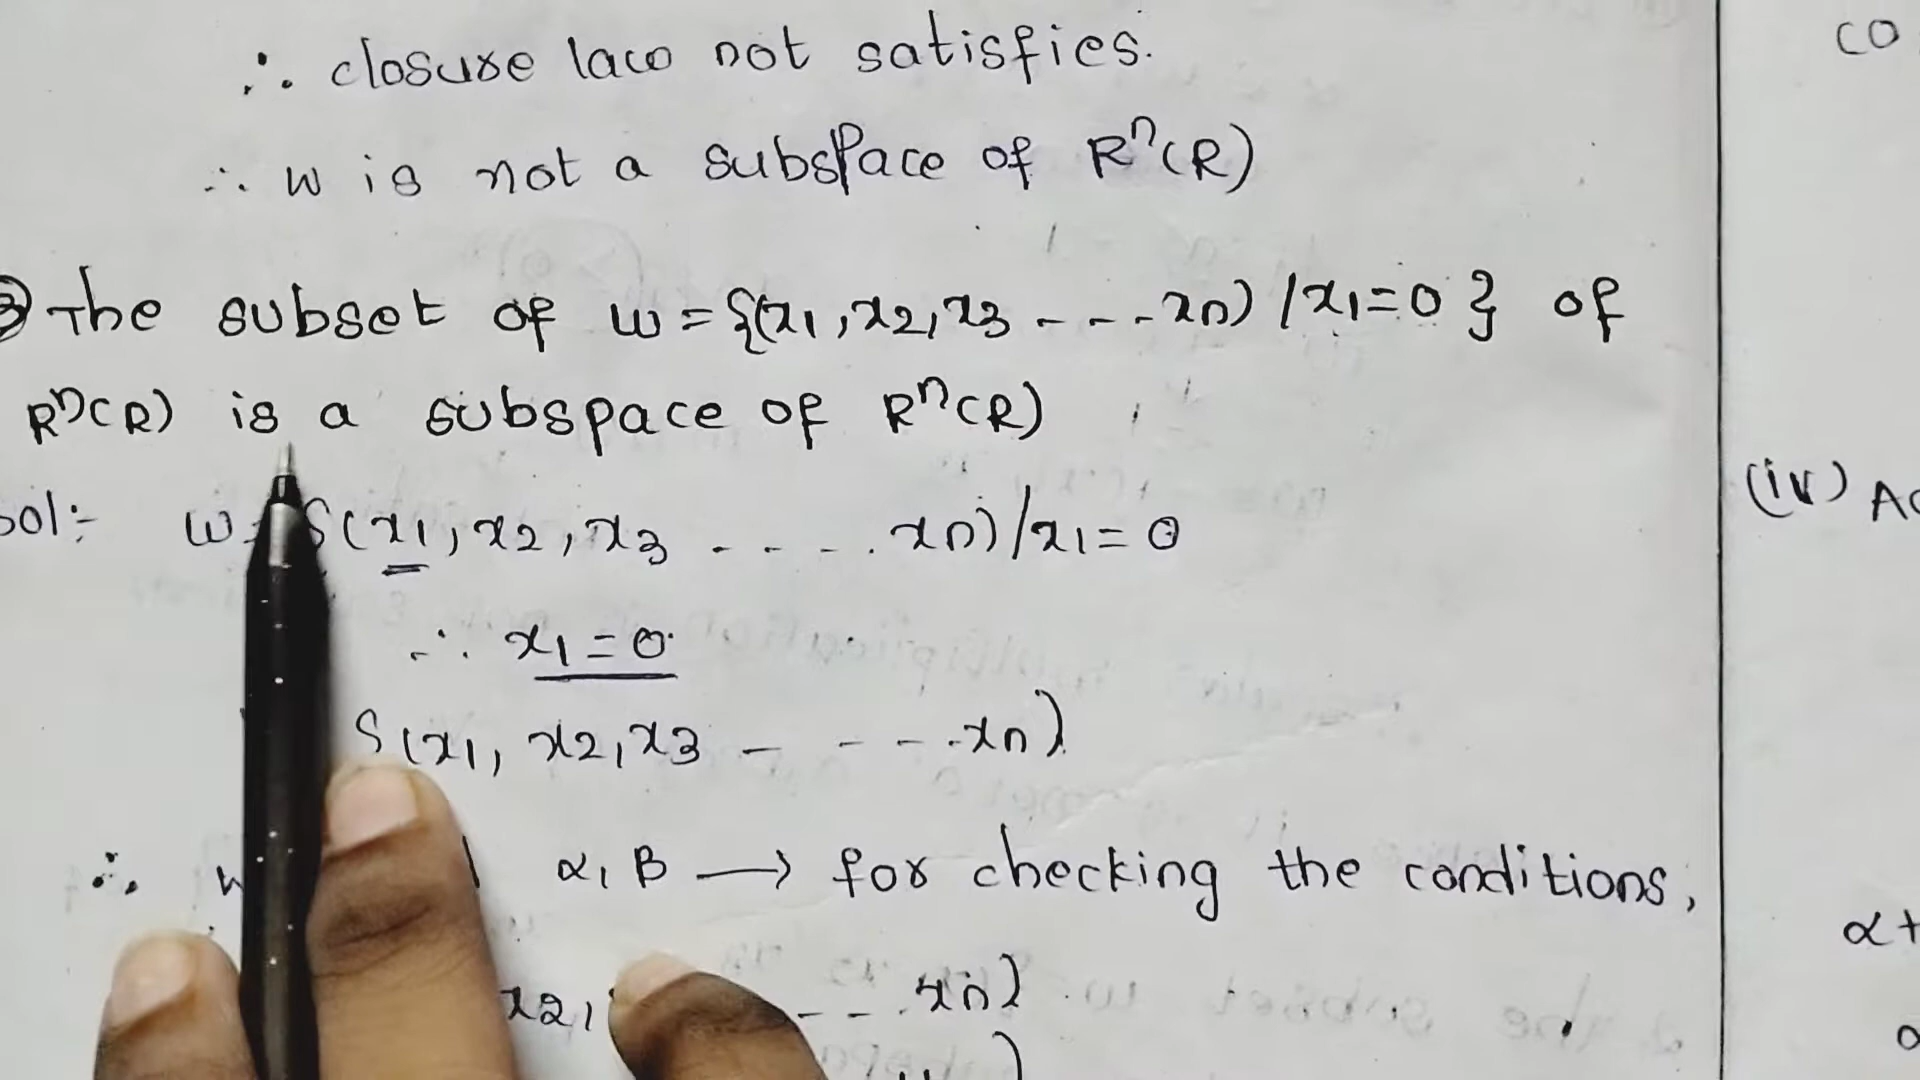 ∴ closure law not satisfies.
∴ W is not a subspace of Rⁿ(R)
③ The subset of W = {(x1, x2, x3 - - - xn) / x1 = 0 } of
Rⁿ(R) is a subspace of Rⁿ(R)
Sol:- W = {(x1, x2, x3 - - - - xn) / x1 = 0
∴ x1 = 0
{(x1, x2, x3 - - - - xn)
∴ α, β → for checking the conditions,
x2, - - - xn)
co
(iv)
α+